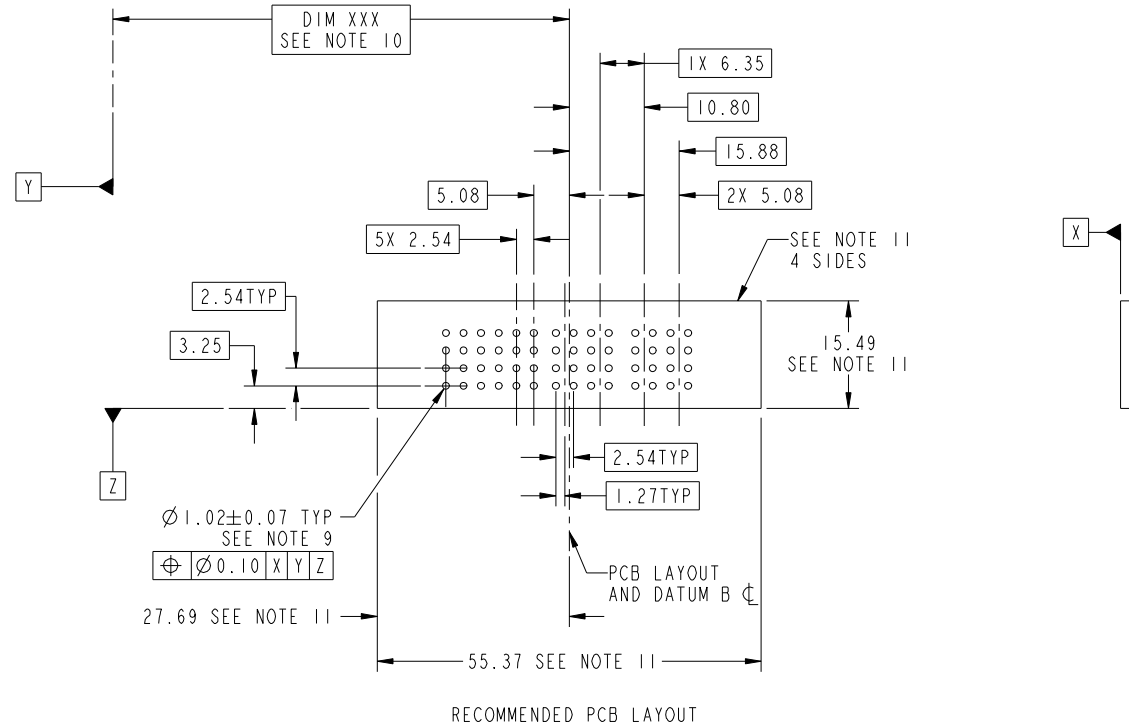 DIM XXX
SEE NOTE 10
1X 6.35
10.80
15.88
Y
5.08
2X 5.08
5X 2.54
X
SEE NOTE 11
4 SIDES
2.54TYP
3.25
15.49
SEE NOTE 11
2.54TYP
Z
1.27TYP
Ø1.02±0.07 TYP
SEE NOTE 9
⌖ Ø0.10 X Y Z
PCB LAYOUT
AND DATUM B ℄
27.69 SEE NOTE 11
55.37 SEE NOTE 11
RECOMMENDED PCB LAYOUT